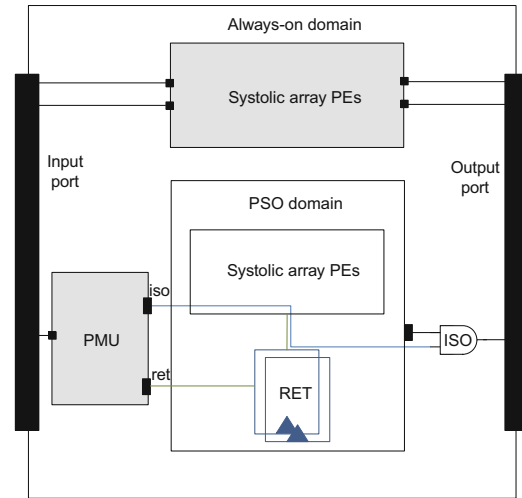 Always-on domain
Systolic array PEs
Input
port
Output
port
PSO domain
Systolic array PEs
iso
PMU
ISO
ret
RET